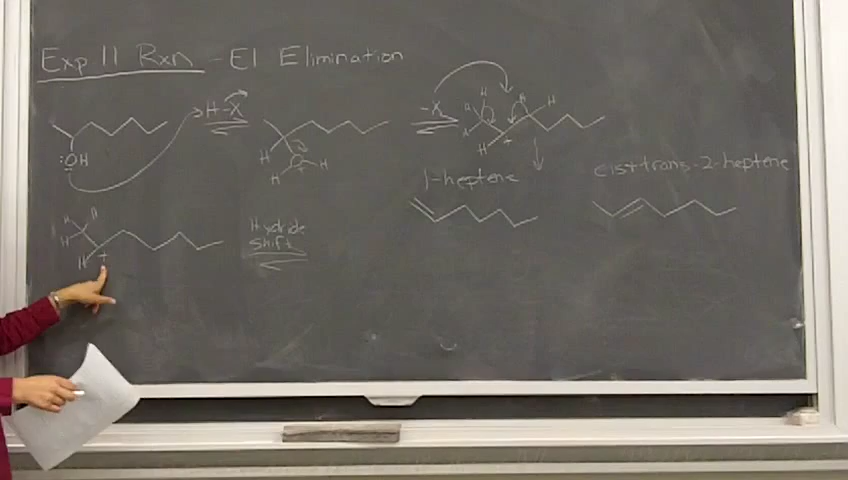 Exp 11 Rxn - E1 Elimination
H-X
-X
H
H
H
H
H
:OH
H
H
H
+
+
1-heptene
cis+trans-2-heptene
H
H
H
H
+
Hydride
Shift